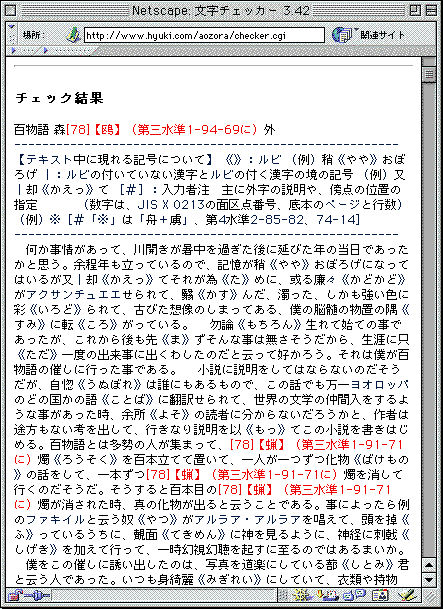 Netscape: 文字チェッカー 3.42
場所: http://www.hyuki.com/aozora/checker.cgi 関連サイト
チェック結果
百物語 森[78]【鴎】（第三水準1-94-69に）外
【テキスト中に現れる記号について】《》：ルビ （例）稍《やや》おぼ
ろげ ｜：ルビの付いていない漢字とルビの付く漢字の境の記号 （例）又
｜却《かえっ》て ［＃］：入力者注　主に外字の説明や、傍点の位置の
指定　　　（数字は、JIS X 0213の面区点番号、底本のページと行数）
（例）※［＃「※」は「舟＋虞」、第4水準2-85-82、74-14］
何か事情があって、川開きが暑中を過ぎた後に延びた年の当日であった
かと思う。余程年も立っているので、記憶が稍《やや》おぼろげになって
はいるが又｜却《かえっ》てそれが為《た》めに、或る廉々《かどかど》
がアクサンチュエエせられて、翳《かす》んだ、濁った、しかも強い色に
彩《いろど》られて、古びた想像のしまってある、僕の脳髄の物置の隅《
すみ》に転《ころ》がっている。　勿論《もちろん》生れて始ての事で
あったが、これから後も先《ま》ずそんな事は無さそうだから、生涯に只
《ただ》一度の出来事に出くわしたのだと云って好かろう。それは僕が百
物語の催しに行った事である。　小説に説明をしてはならないのだそう
だが、自惚《うぬぼれ》は誰にもあるもので、この話でも万一ヨオロッパ
のどの国かの語《ことば》に翻訳せられて、世界の文学の仲間入をするよ
うな事があった時、余所《よそ》の読者に分からないだろうかと、作者は
途方もない考を出して、行きなり説明を以《もっ》てこの小説を書きはじ
める。百物語とは多勢の人が集まって、[78]【蝋】（第三水準1-91-71
に）燭《ろうそく》を百本立てて置いて、一人が一つずつ化物《ばけもの
》の話をして、一本ずつ[78]【蝋】（第三水準1-91-71に）燭を消して
行くのだそうだ。そうすると百本目の[78]【蝋】（第三水準1-91-71
に）燭が消された時、真の化物が出ると云うことである。事によったら例
のファキイルと云う奴《やつ》がアルラア・アルラアを唱えて、頭を掉《
ふ》っているうちに、覿面《てきめん》に神を見るように、神経に刺戟《
しげき》を加えて行って、一時幻視幻聴を起すに至るのではあるまいか。
僕をこの催しに誘い出したのは、写真を道楽にしている蔀《しとみ》君
と云う人であった。いつも身綺麗《みぎれい》にしていて、衣類や持物